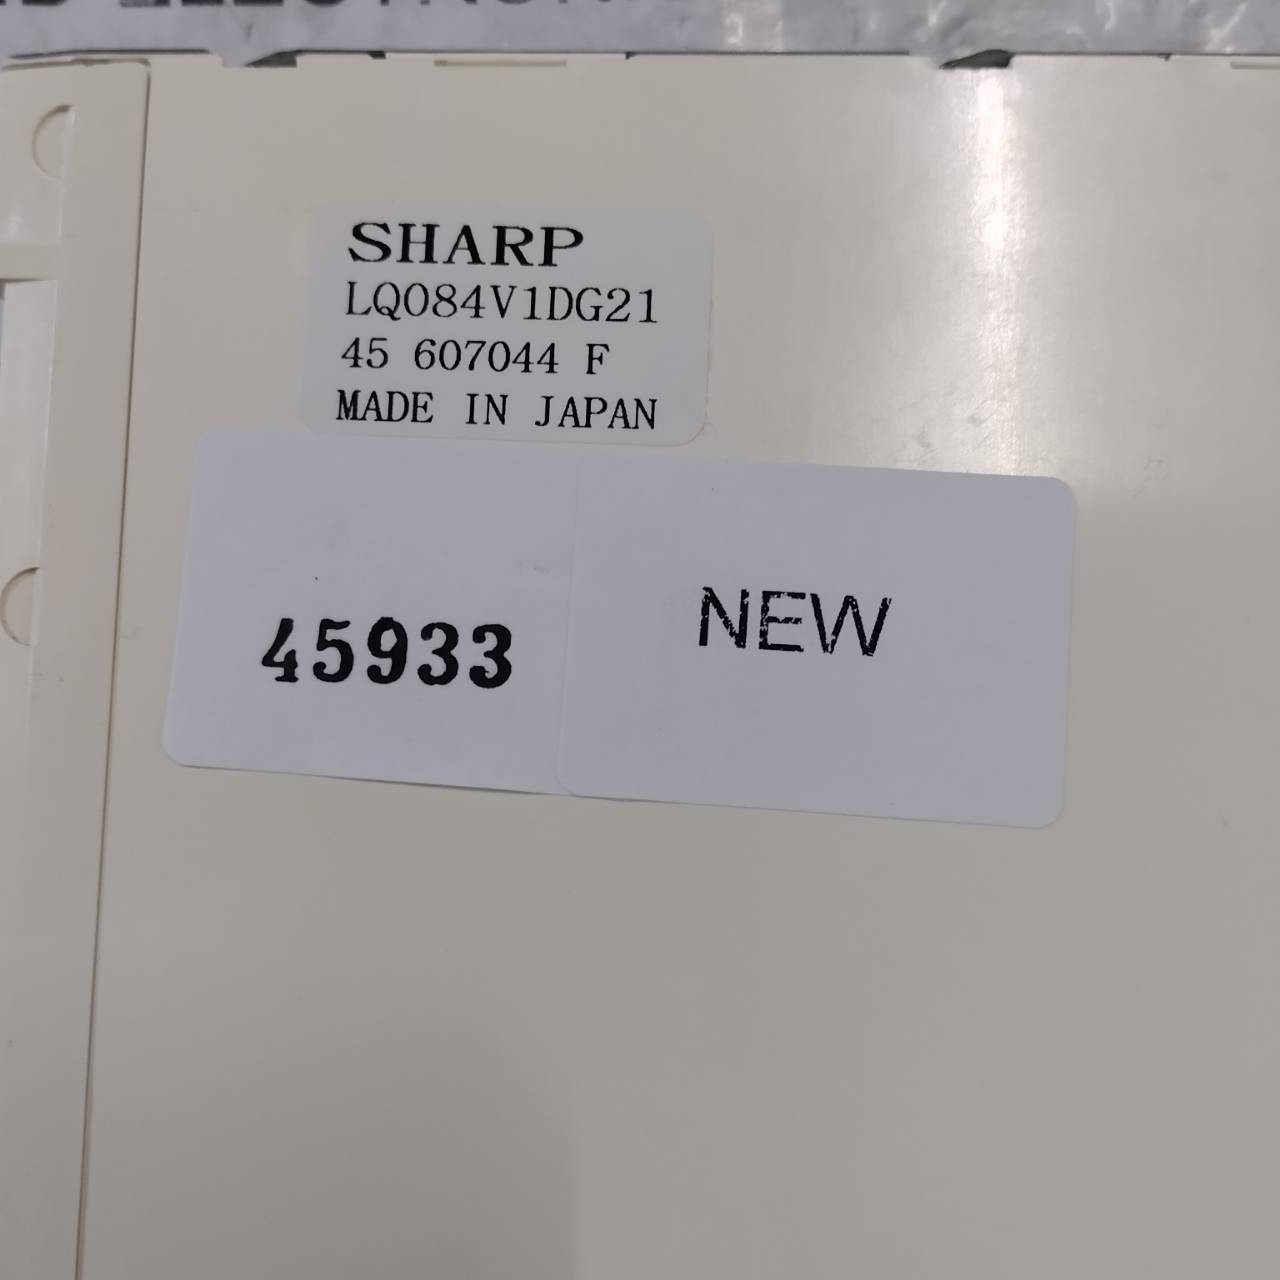 SHARP
LQ084V1DG21
45 607044 F
MADE IN JAPAN
45933
NEW